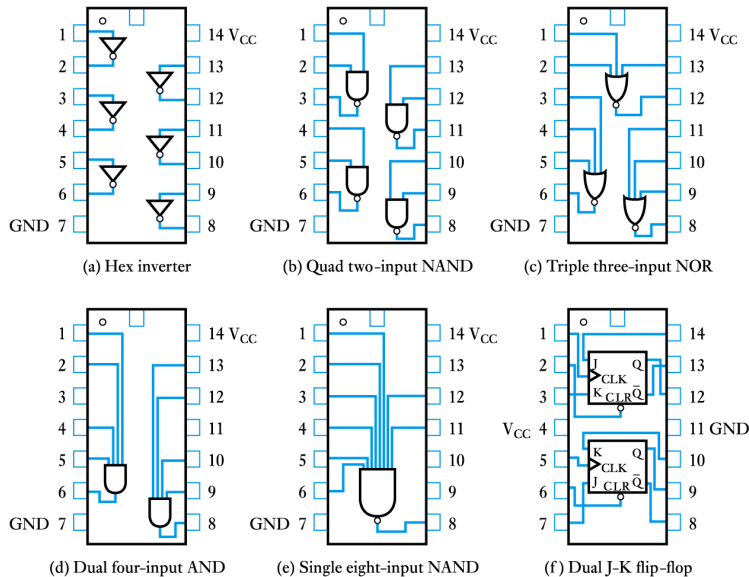 1 14 V_CC 1 14 V_CC 1 14 V_CC
2 13 2 13 2 13
3 12 3 12 3 12
4 11 4 11 4 11
5 10 5 10 5 10
6 9 6 9 6 9
GND 7 8 GND 7 8 GND 7 8
(a) Hex inverter (b) Quad two-input NAND (c) Triple three-input NOR
1 14 V_CC 1 14 V_CC 1 14
2 13 2 13 2 J Q 13
CLK
3 12 3 12 3 K CLR Q̅ 12
4 11 4 11 V_CC 4 11 GND
5 10 5 10 5 K Q 10
CLK
6 9 6 9 6 J CLR Q̅ 9
GND 7 8 GND 7 8 7 8
(d) Dual four-input AND (e) Single eight-input NAND (f) Dual J-K flip-flop